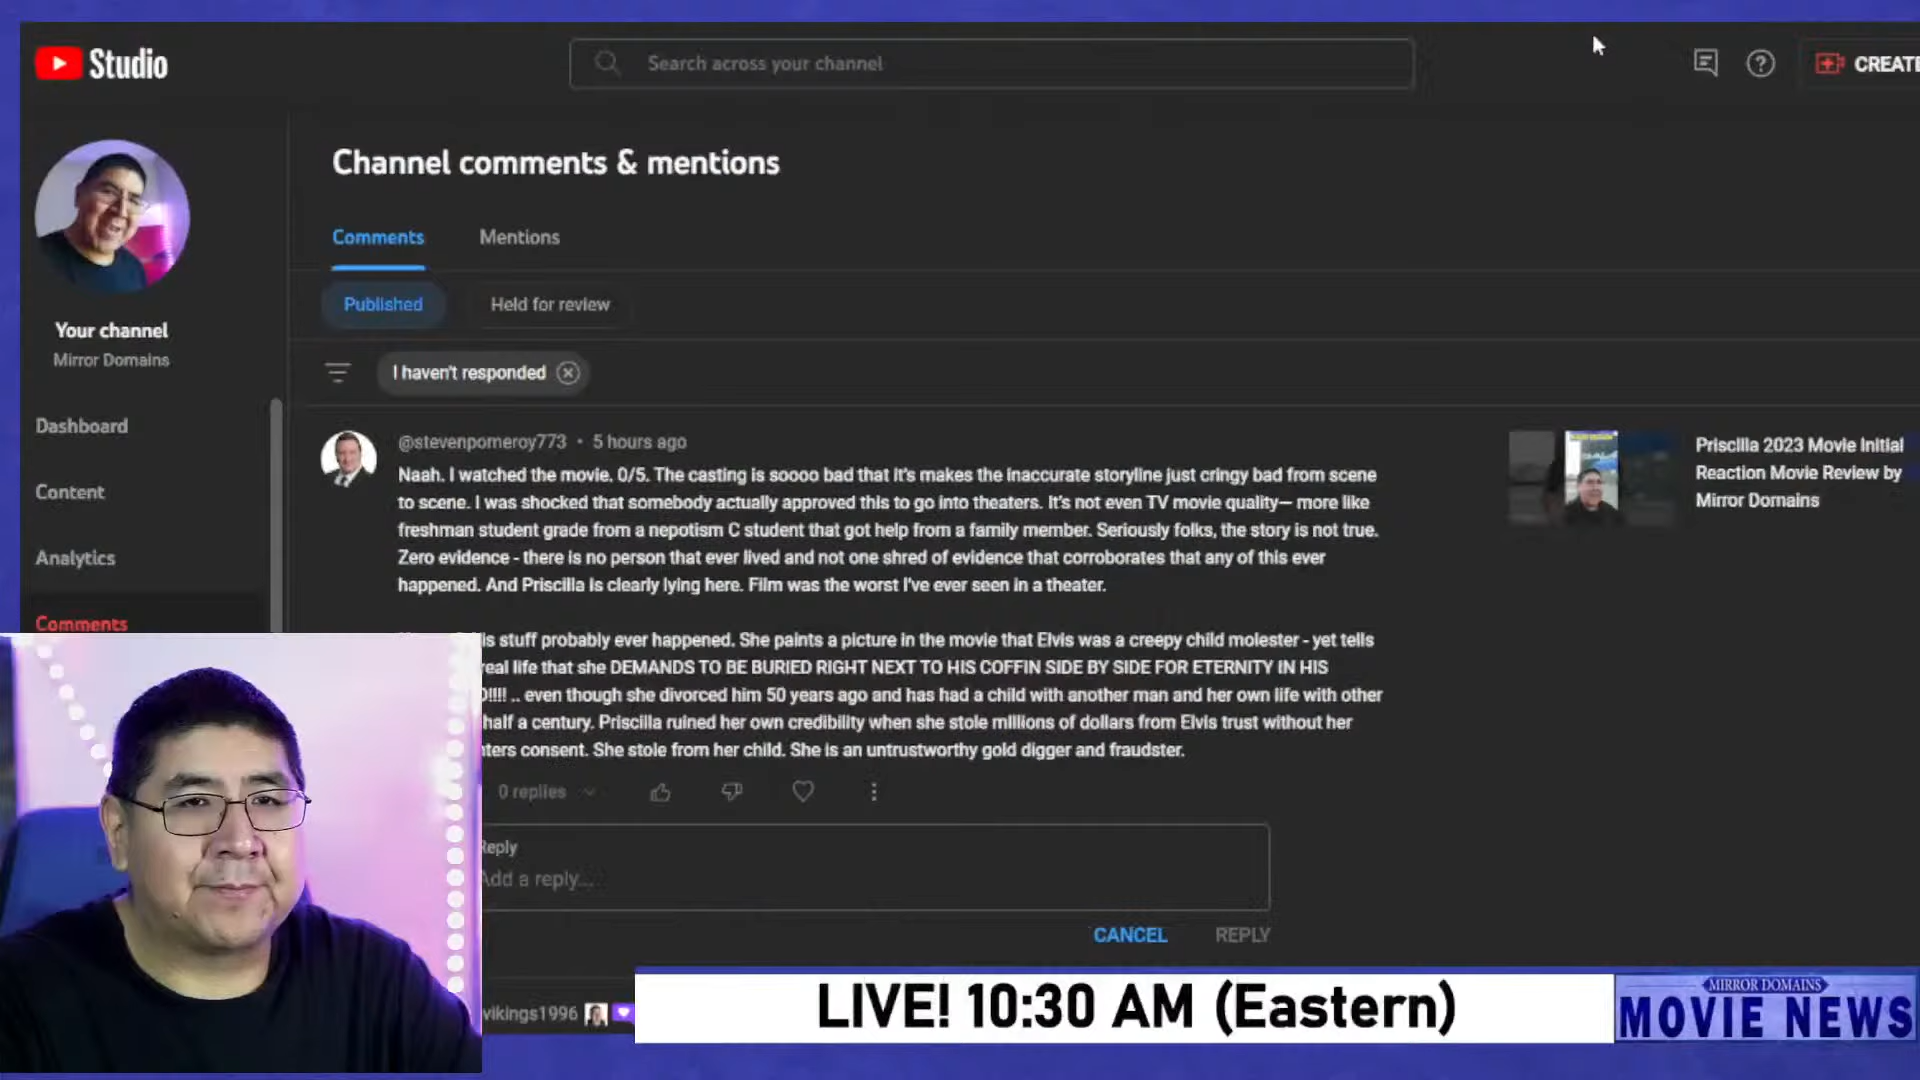 Studio
Search across your channel
CREATE
Channel comments & mentions
Comments
Mentions
Published
Held for review
Your channel
Mirror Domains
I haven't responded
Dashboard
Content
Analytics
Comments
@stevenpomeroy773 • 5 hours ago
Naah. I watched the movie. 0/5. The casting is soooo bad that it's makes the inaccurate storyline just cringy bad from scene
to scene. I was shocked that somebody actually approved this to go into theaters. It's not even TV movie quality— more like
freshman student grade from a nepotism C student that got help from a family member. Seriously folks, the story is not true.
Zero evidence - there is no person that ever lived and not one shred of evidence that corroborates that any of this ever
happened. And Priscilla is clearly lying here. Film was the worst I've ever seen in a theater.
is stuff probably ever happened. She paints a picture in the movie that Elvis was a creepy child molester - yet tells
real life that she DEMANDS TO BE BURIED RIGHT NEXT TO HIS COFFIN SIDE BY SIDE FOR ETERNITY IN HIS
!!!! .. even though she divorced him 50 years ago and has had a child with another man and her own life with other
half a century. Priscilla ruined her own credibility when she stole millions of dollars from Elvis trust without her
ters consent. She stole from her child. She is an untrustworthy gold digger and fraudster.
Priscilla 2023 Movie Initial
Reaction Movie Review by
Mirror Domains
0 replies
Reply
Add a reply...
CANCEL
REPLY
vikings1996
LIVE! 10:30 AM (Eastern)
MIRROR DOMAINS
MOVIE NEWS